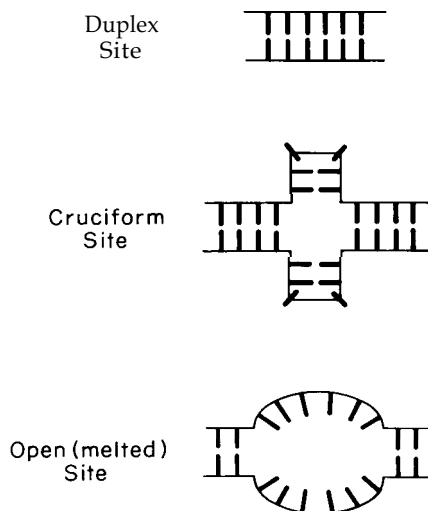 Duplex
Site
Cruciform
Site
Open (melted)
Site